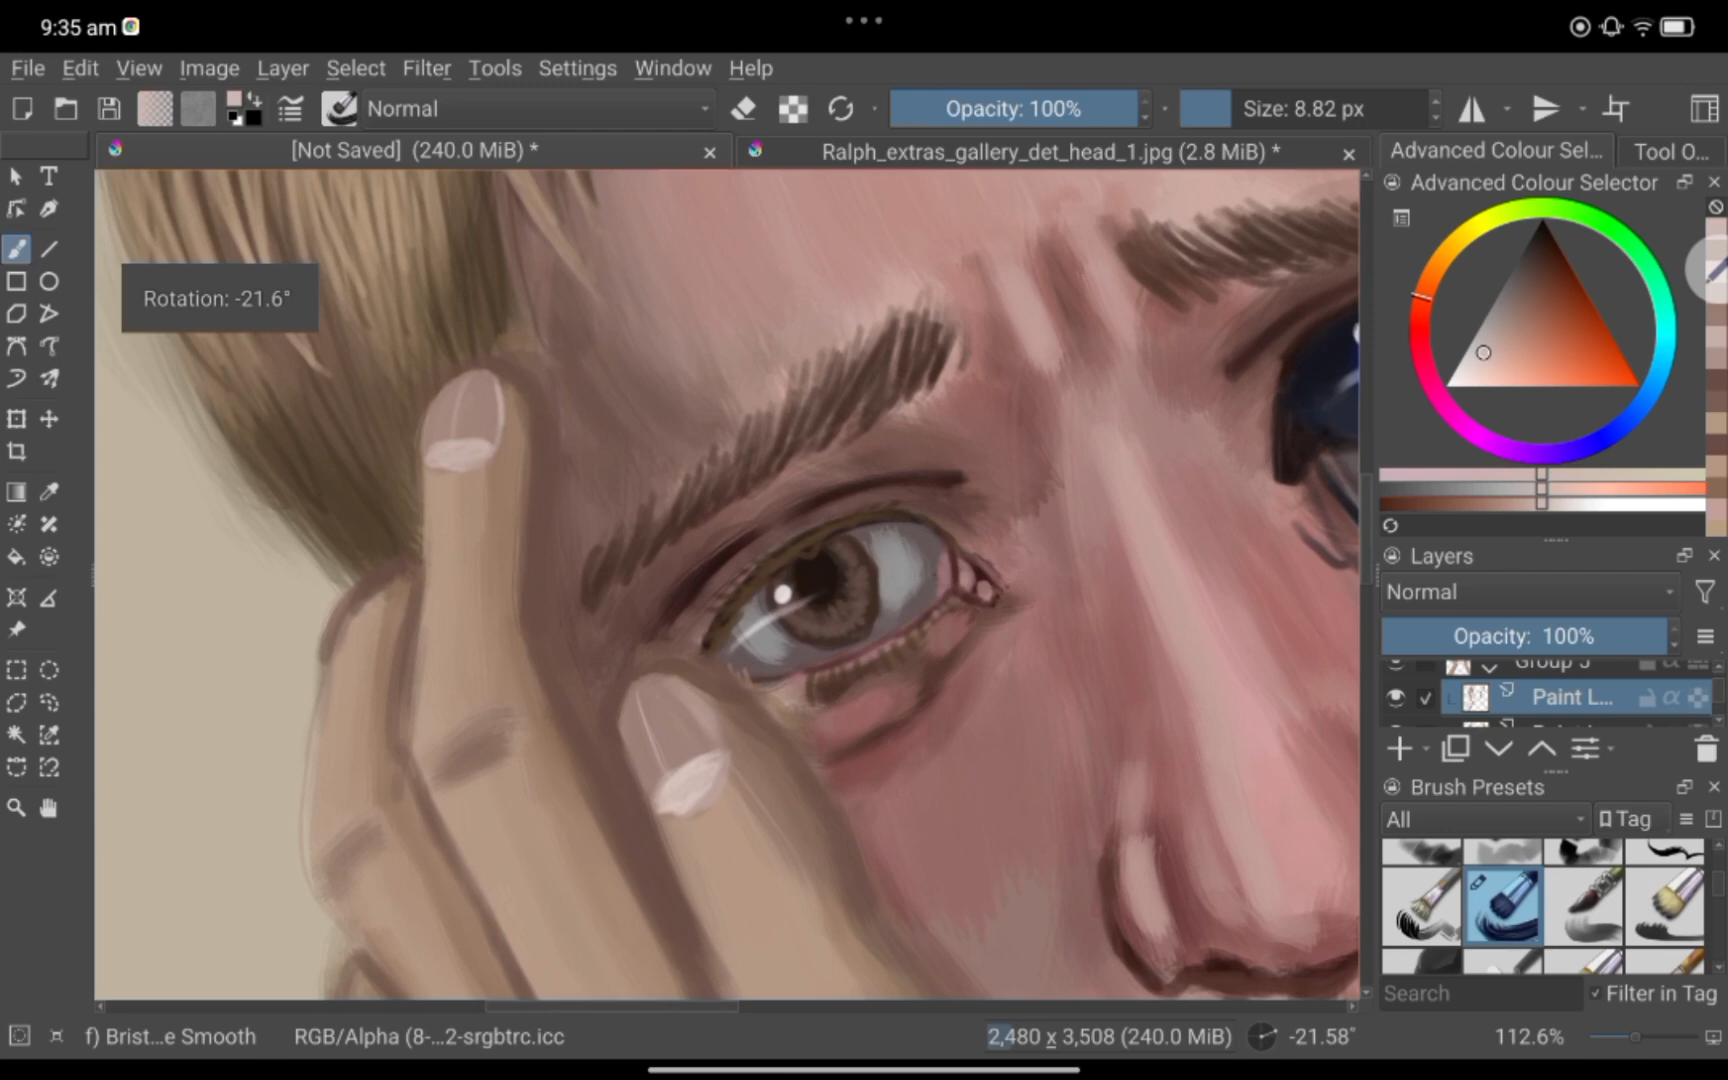 9:35 am
File Edit View Image Layer Select Filter Tools Settings Window Help
Normal Opacity: 100% Size: 8.82 px
[Not Saved] (240.0 MiB) * Ralph_extras_gallery_det_head_1.jpg (2.8 MiB) * Advanced Colour Sel... Tool O...
Advanced Colour Selector
Rotation: -21.6°
Layers
Normal
Opacity: 100%
Group 5
Paint L...
Brush Presets
All Tag
Search Filter in Tag
f) Brist...e Smooth RGB/Alpha (8-...2-srgbtrc.icc 2,480 x 3,508 (240.0 MiB) -21.58° 112.6%